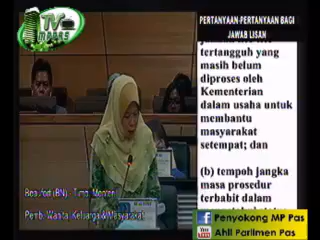 TV
PERTANYAAN-PERTANYAAN BAGI
JAWAB LISAN
tertangguh yang
masih belum
diproses oleh
Kementerian
dalam usaha untuk
membantu
masyarakat
setempat; dan
(b) tempoh jangka
masa prosedur
terbabit dalam
Beaufort (BN) - Timb. Menteri
Pemb. Wanita, Keluarga & Masyarakat
f Penyokong MP Pas
Ahli Parlimen Pas